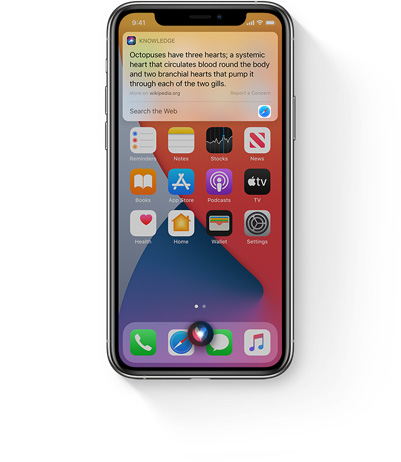 9:41
KNOWLEDGE
Octopuses have three hearts; a systemic
heart that circulates blood round the body
and two branchial hearts that pump it
through each of the two gills.
More on wikipedia.org Report a Concern
Search the Web
Reminders Notes Stocks News
tv
Books App Store Podcasts TV
Health Home Wallet Settings